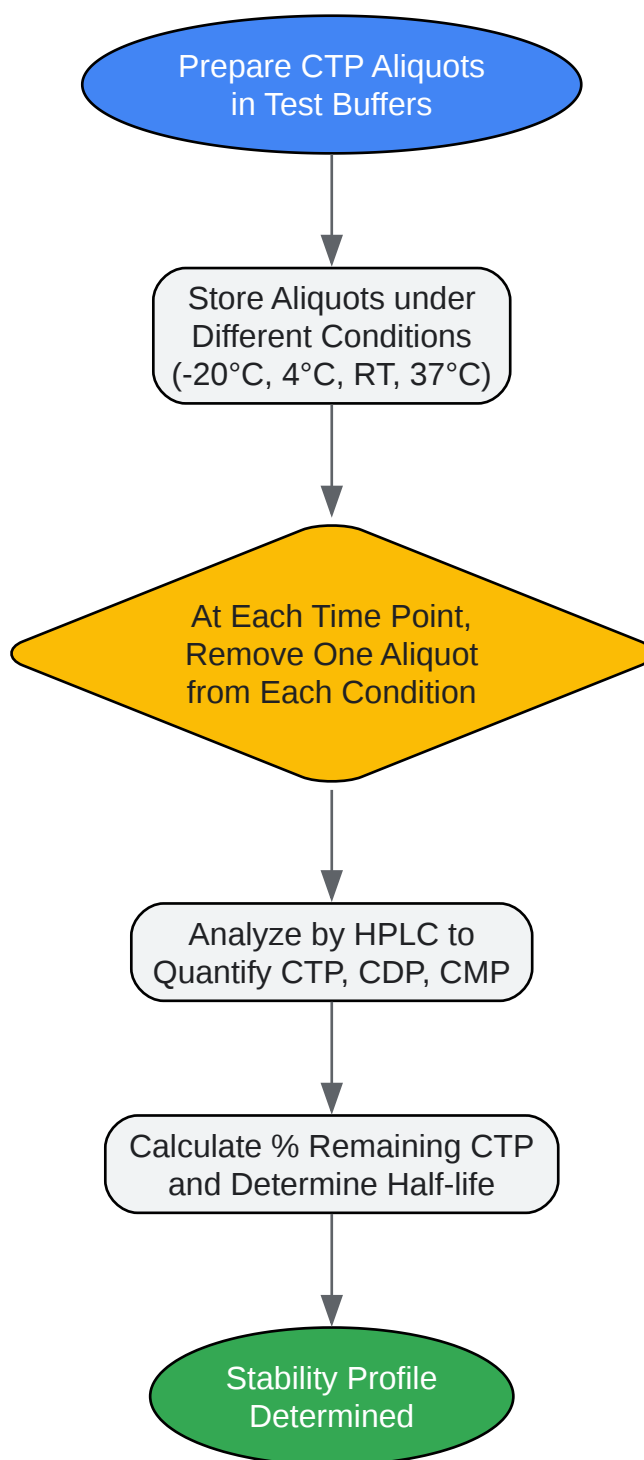 Prepare CTP Aliquots
in Test Buffers
Store Aliquots under
Different Conditions
(-20°C, 4°C, RT, 37°C)
At Each Time Point,
Remove One Aliquot
from Each Condition
Analyze by HPLC to
Quantify CTP, CDP, CMP
Calculate % Remaining CTP
and Determine Half-life
Stability Profile
Determined